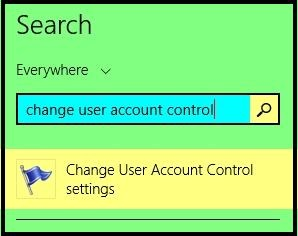 Search
Everywhere
change user account control
Change User Account Control
settings